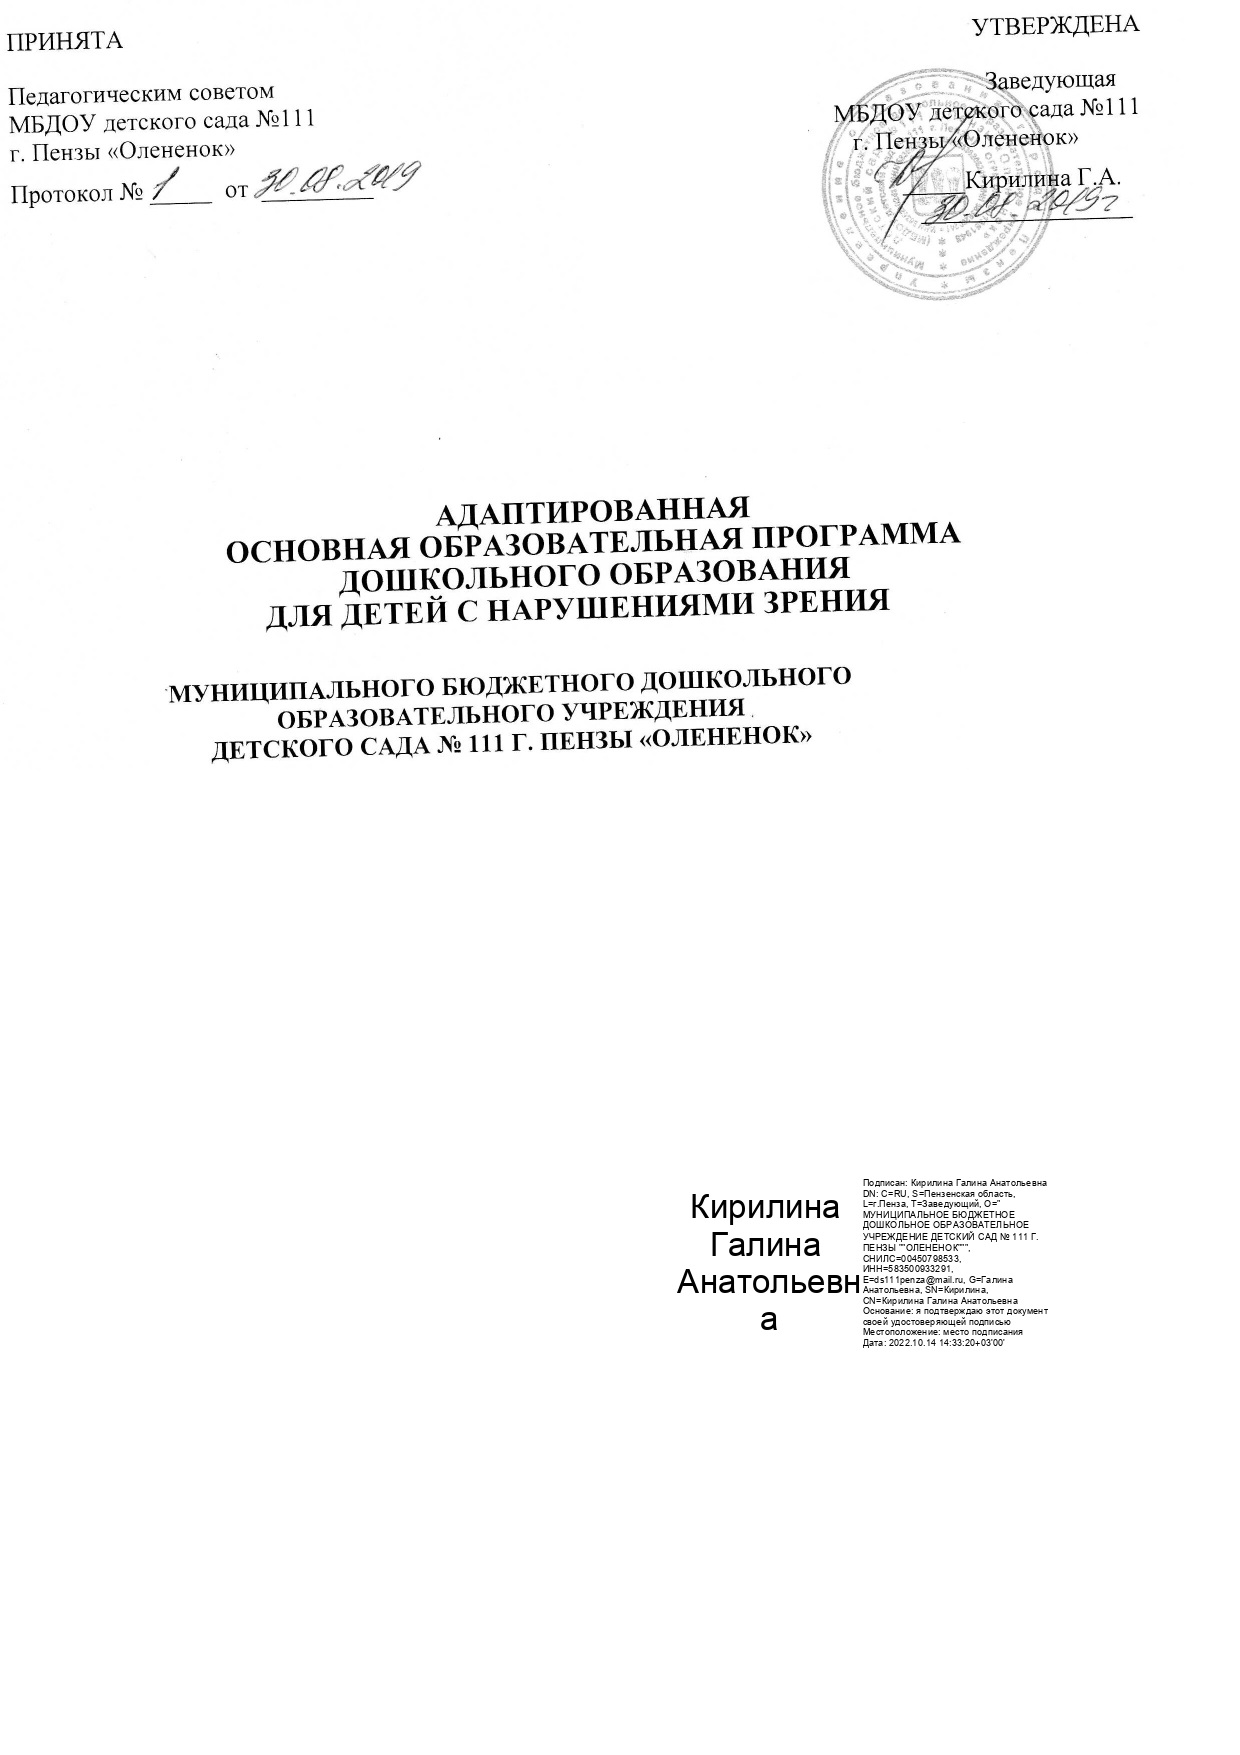 ПРИНЯТА
Педагогическим советом
МБДОУ детского сада №111
г. Пензы «Олененок»
Протокол № 1 от 30.08.2019
УТВЕРЖДЕНА
Заведующая
МБДОУ детского сада №111
г. Пензы «Олененок»
Кирилина Г.А.
30.08 2019г
АДАПТИРОВАННАЯ
ОСНОВНАЯ ОБРАЗОВАТЕЛЬНАЯ ПРОГРАММА
ДОШКОЛЬНОГО ОБРАЗОВАНИЯ
ДЛЯ ДЕТЕЙ С НАРУШЕНИЯМИ ЗРЕНИЯ
МУНИЦИПАЛЬНОГО БЮДЖЕТНОГО ДОШКОЛЬНОГО
ОБРАЗОВАТЕЛЬНОГО УЧРЕЖДЕНИЯ
ДЕТСКОГО САДА № 111 Г. ПЕНЗЫ «ОЛЕНЕНОК»
Кирилина
Галина
Анатольевн
а
Подписан: Кирилина Галина Анатольевна
DN: C=RU, S=Пензенская область,
L=г.Пенза, T=Заведующий, O="
МУНИЦИПАЛЬНОЕ БЮДЖЕТНОЕ
ДОШКОЛЬНОЕ ОБРАЗОВАТЕЛЬНОЕ
УЧРЕЖДЕНИЕ ДЕТСКИЙ САД № 111 Г.
ПЕНЗЫ ""ОЛЕНЕНОК""",
СНИЛС=00450798533,
ИНН=583500933291,
E=ds111penza@mail.ru, G=Галина
Анатольевна, SN=Кирилина,
CN=Кирилина Галина Анатольевна
Основание: я подтверждаю этот документ
своей удостоверяющей подписью
Местоположение: место подписания
Дата: 2022.10.14 14:33:20+03'00'